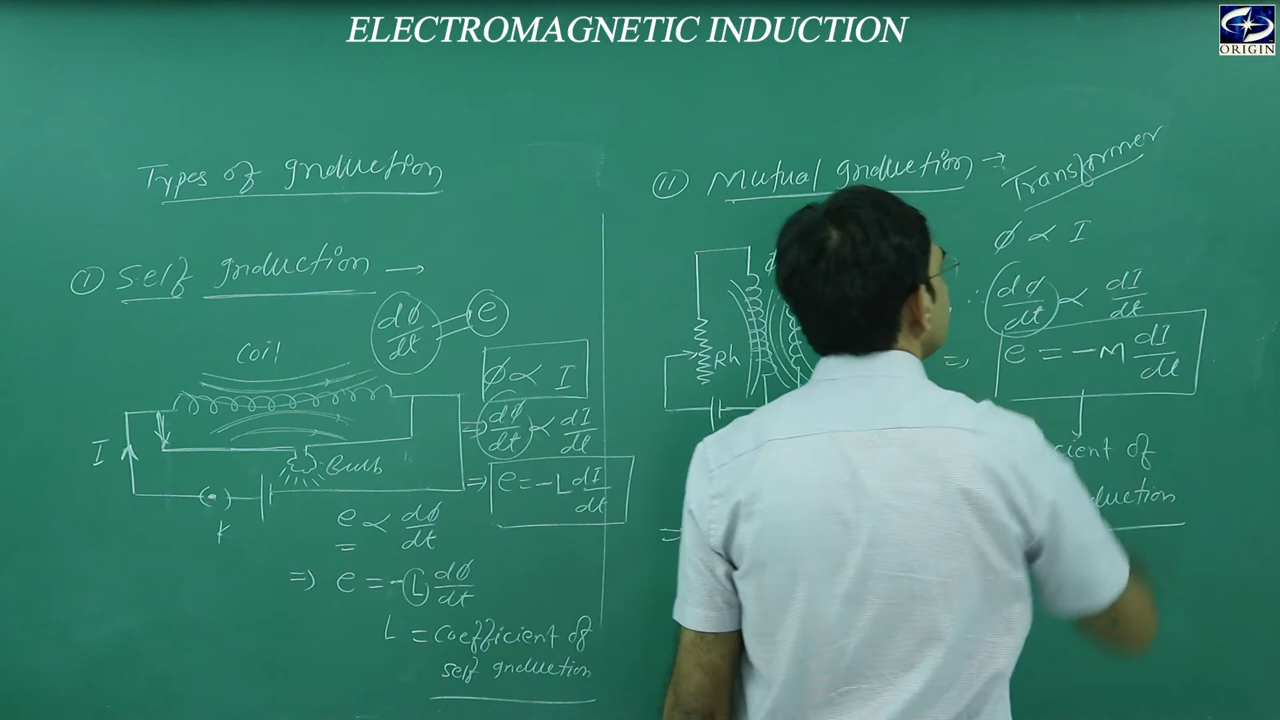 ELECTROMAGNETIC INDUCTION
ORIGIN
Types of Induction
(I) Self Induction →
dφ/dt = e
Coil
φ ∝ I
⇒ dφ/dt ∝ dI/dt
I
Bulb
⇒ e = -L dI/dt
K
e ∝ dφ/dt
⇒ e = -L dφ/dt
L = Coefficient of
self Induction
(II) Mutual Induction →
Transformer
φ ∝ I
∴ dφ/dt ∝ dI/dt
Rh
⇒ e = -M dI/dt
cient of
duction